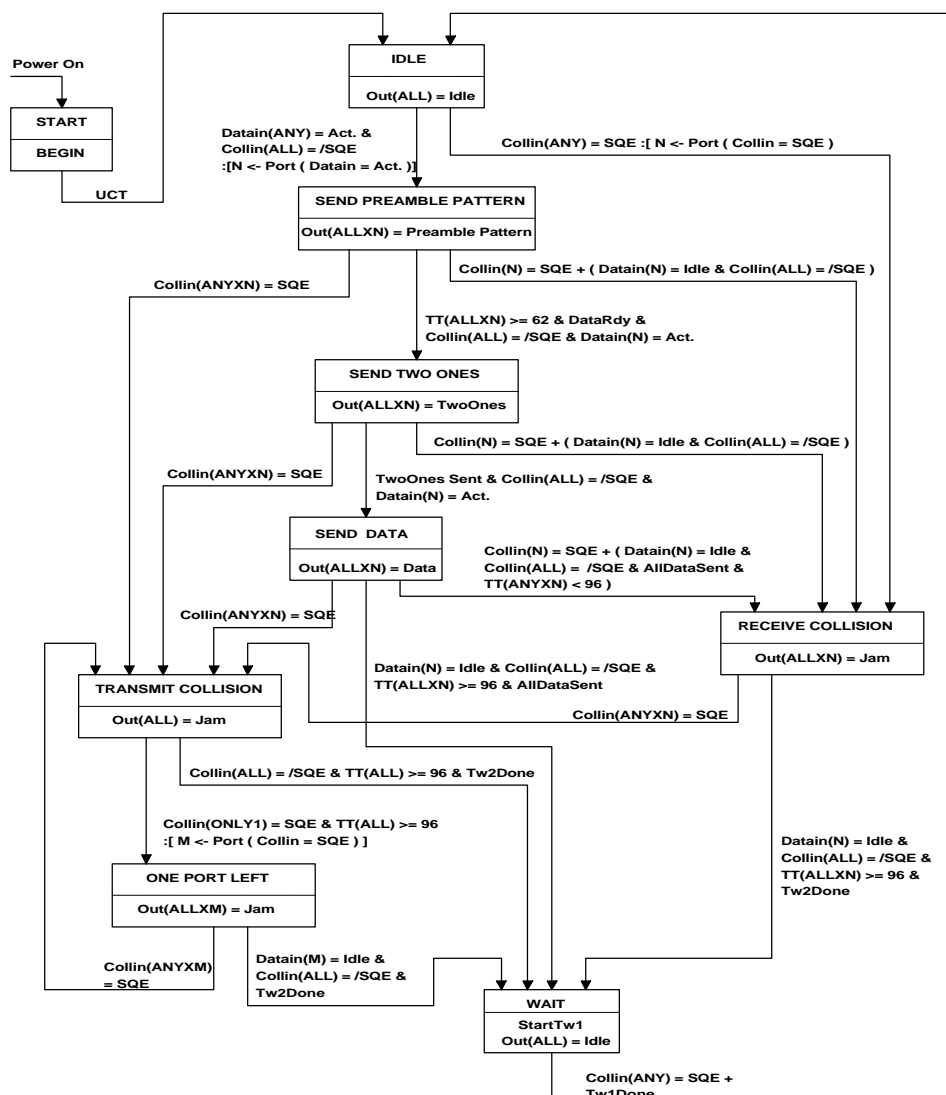 IDLE
Out(ALL) = Idle
Power On
START
BEGIN
UCT
Datain(ANY) = Act. &
Collin(ALL) = /SQE
:[N <- Port ( Datain = Act. )]
Collin(ANY) = SQE :[ N <- Port ( Collin = SQE )
SEND PREAMBLE PATTERN
Out(ALLXN) = Preamble Pattern
Collin(N) = SQE + ( Datain(N) = Idle & Collin(ALL) = /SQE )
Collin(ANYXN) = SQE
TT(ALLXN) >= 62 & DataRdy &
Collin(ALL) = /SQE & Datain(N) = Act.
SEND TWO ONES
Out(ALLXN) = TwoOnes
Collin(N) = SQE + ( Datain(N) = Idle & Collin(ALL) = /SQE )
Collin(ANYXN) = SQE
TwoOnes Sent & Collin(ALL) = /SQE &
Datain(N) = Act.
SEND DATA
Out(ALLXN) = Data
Collin(N) = SQE + ( Datain(N) = Idle &
Collin(ALL) = /SQE & AllDataSent &
TT(ANYXN) < 96 )
Collin(ANYXN) = SQE
RECEIVE COLLISION
Out(ALLXN) = Jam
Datain(N) = Idle & Collin(ALL) = /SQE &
TT(ALLXN) >= 96 & AllDataSent
TRANSMIT COLLISION
Out(ALL) = Jam
Collin(ANYXN) = SQE
Collin(ALL) = /SQE & TT(ALL) >= 96 & Tw2Done
Collin(ONLY1) = SQE & TT(ALL) >= 96
:[ M <- Port ( Collin = SQE ) ]
Datain(N) = Idle &
Collin(ALL) = /SQE &
TT(ALLXN) >= 96 &
Tw2Done
ONE PORT LEFT
Out(ALLXM) = Jam
Collin(ANYXM)
= SQE
Datain(M) = Idle &
Collin(ALL) = /SQE &
Tw2Done
WAIT
StartTw1
Out(ALL) = Idle
Collin(ANY) = SQE +
Tw1Done